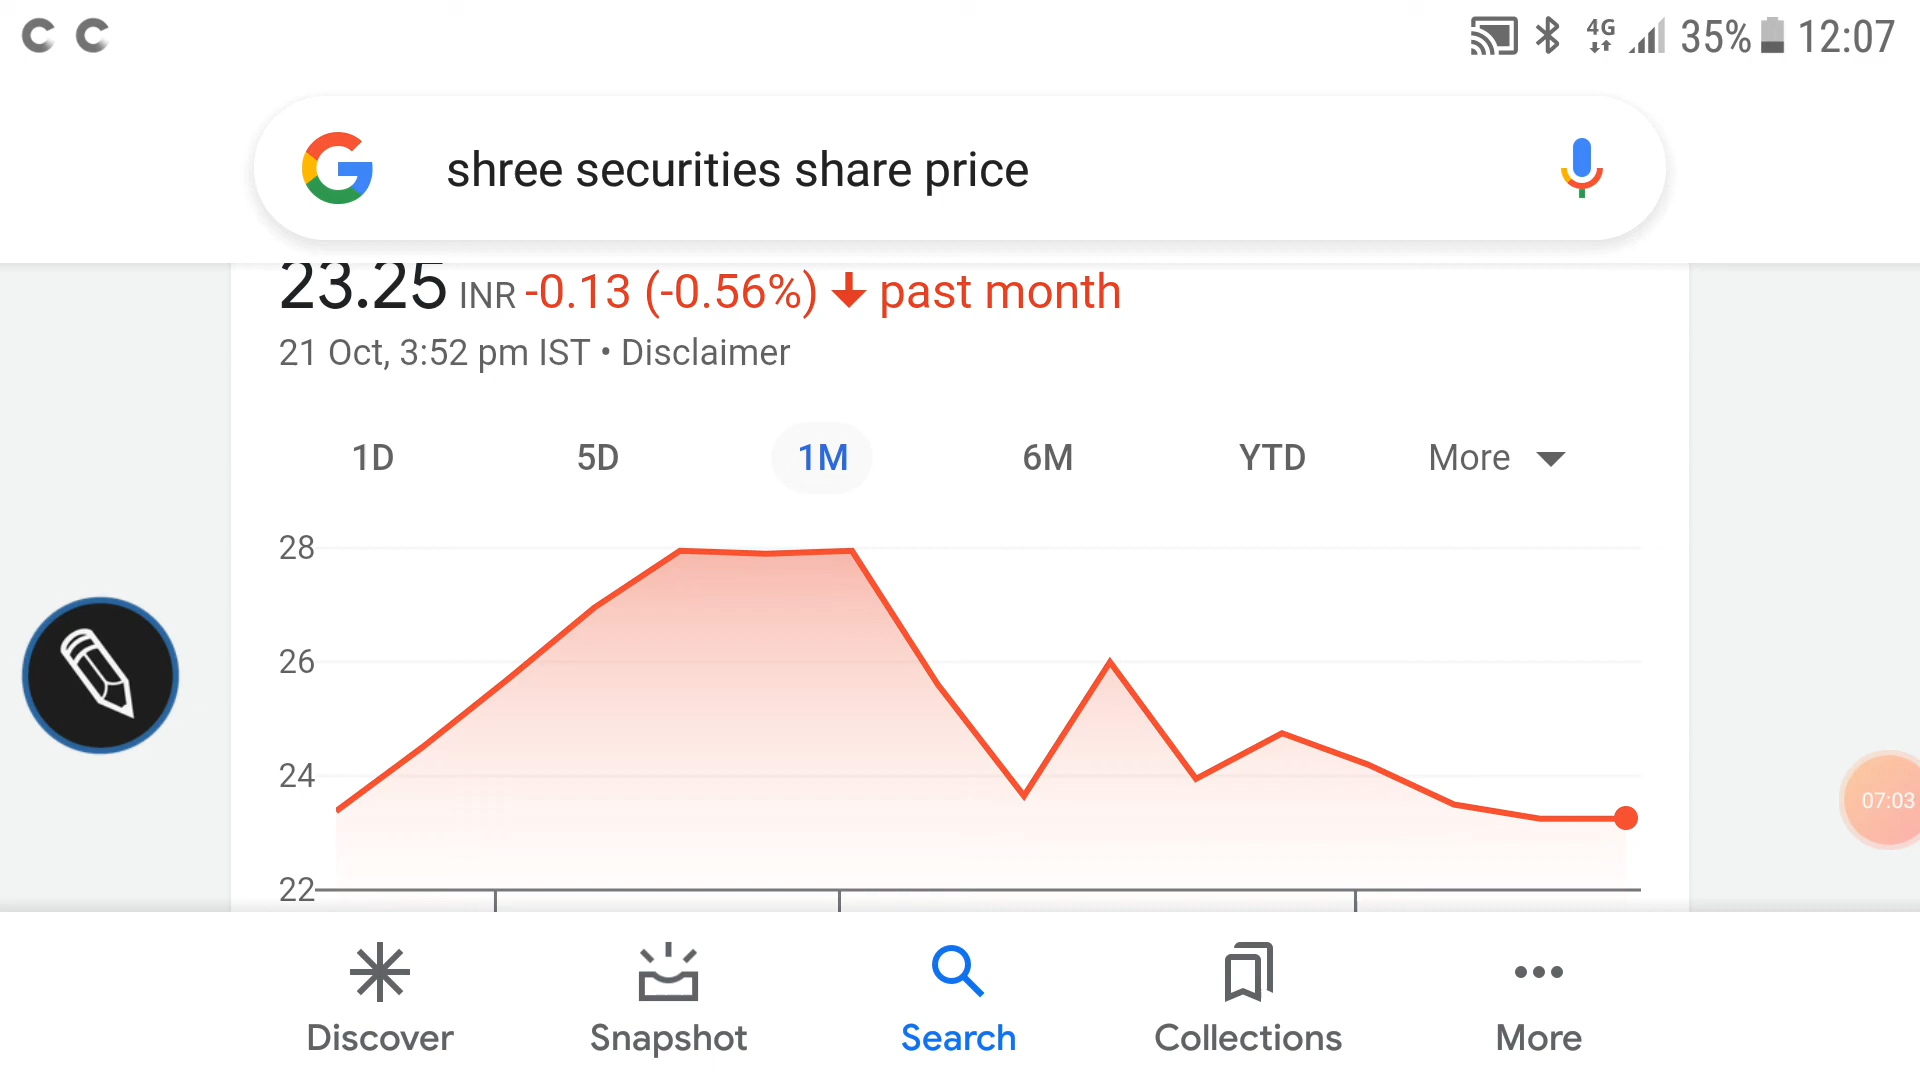 4G 35% 12:07
shree securities share price
23.25 INR -0.13 (-0.56%) past month
21 Oct, 3:52 pm IST • Disclaimer
1D 5D 1M 6M YTD More
28
26
24
22
07:03
Discover Snapshot Search Collections More